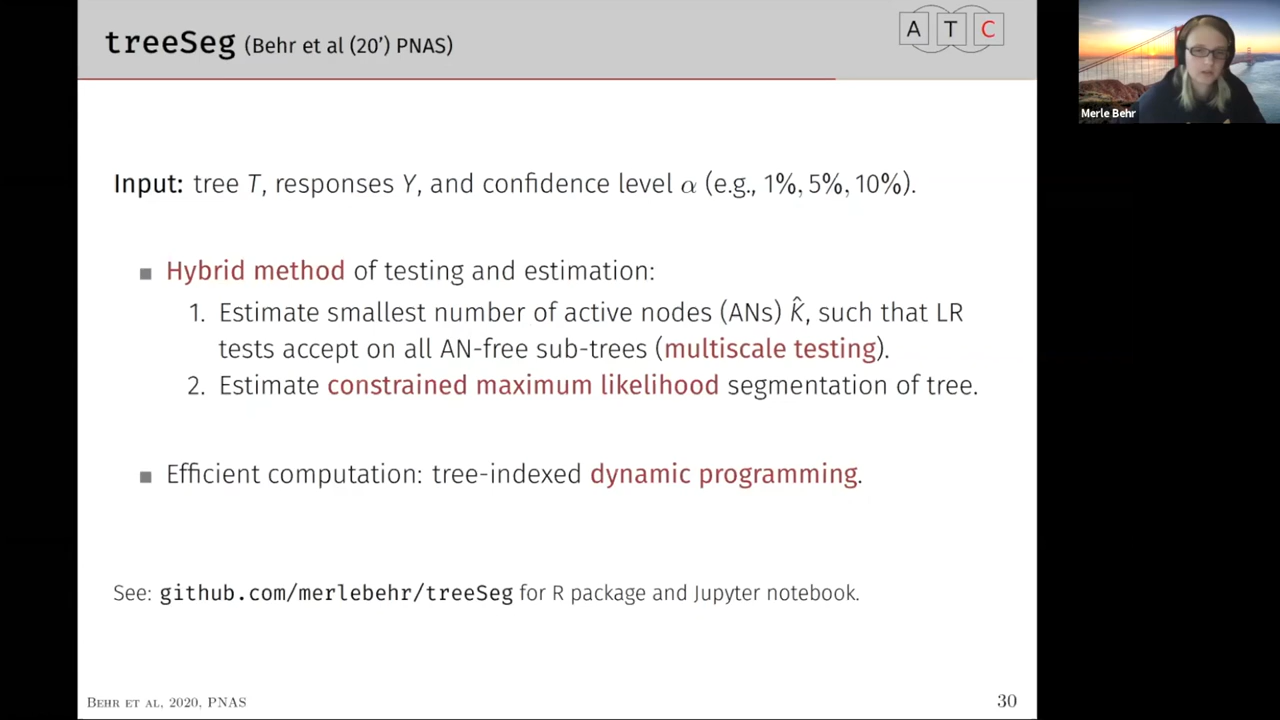 treeSeg (Behr et al (20’) PNAS)
A T C
Merle Behr
Input: tree T, responses Y, and confidence level α (e.g., 1%, 5%, 10%).
Hybrid method of testing and estimation:
1. Estimate smallest number of active nodes (ANs) K̂, such that LR
tests accept on all AN-free sub-trees (multiscale testing).
2. Estimate constrained maximum likelihood segmentation of tree.
Efficient computation: tree-indexed dynamic programming.
See: github.com/merlebehr/treeSeg for R package and Jupyter notebook.
Behr et al, 2020, PNAS
30